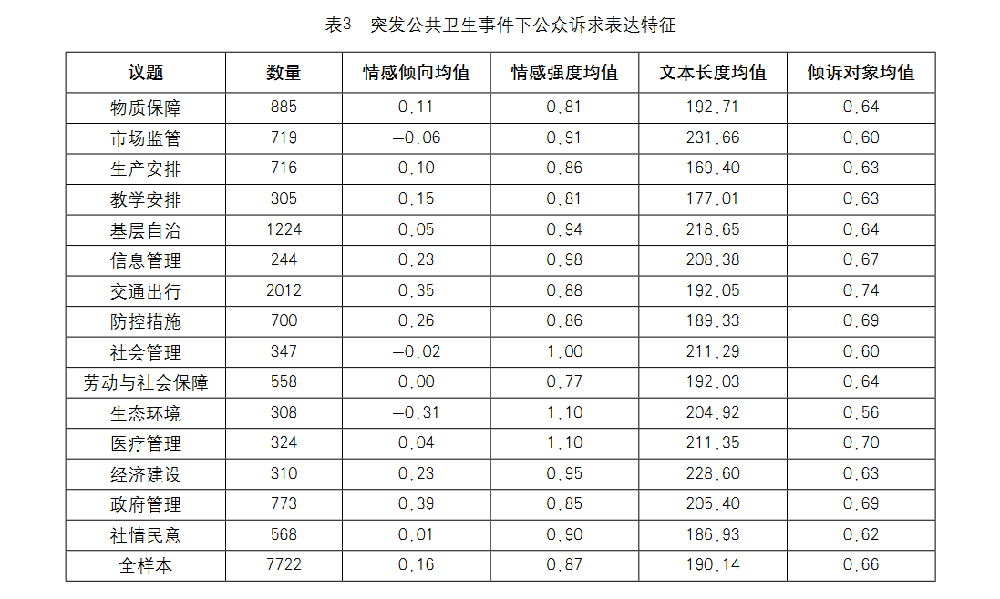 表3 突发公共卫生事件下公众诉求表达特征
议题 数量 情感倾向均值 情感强度均值 文本长度均值 倾诉对象均值
物质保障 885 0.11 0.81 192.71 0.64
市场监管 719 −0.06 0.91 231.66 0.60
生产安排 716 0.10 0.86 169.40 0.63
教学安排 305 0.15 0.81 177.01 0.63
基层自治 1224 0.05 0.94 218.65 0.64
信息管理 244 0.23 0.98 208.38 0.67
交通出行 2012 0.35 0.88 192.05 0.74
防控措施 700 0.26 0.86 189.33 0.69
社会管理 347 −0.02 1.00 211.29 0.60
劳动与社会保障 558 0.00 0.77 192.03 0.64
生态环境 308 −0.31 1.10 204.92 0.56
医疗管理 324 0.04 1.10 211.35 0.70
经济建设 310 0.23 0.95 228.60 0.63
政府管理 773 0.39 0.85 205.40 0.69
社情民意 568 0.01 0.90 186.93 0.62
全样本 7722 0.16 0.87 190.14 0.66